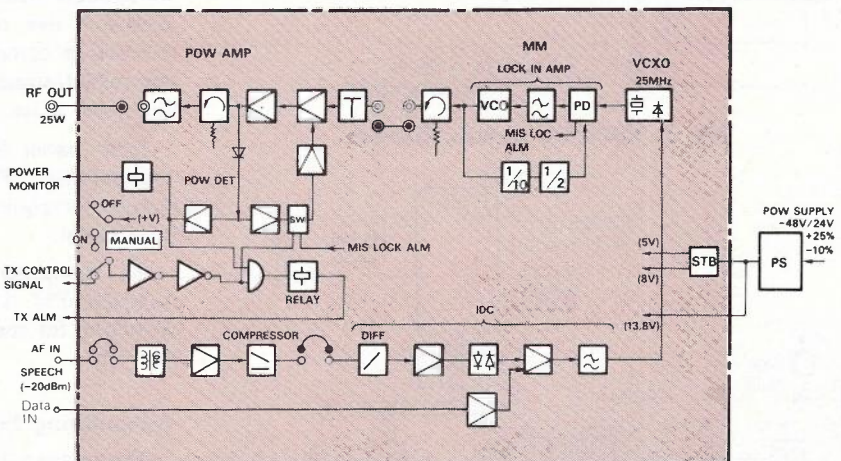 POW AMP
MM
LOCK IN AMP
VCXO
25MHz
RF OUT
25W
VCO
PD
MIS LOC
ALM
1/10
1/2
POWER
MONITOR
POW DET
OFF
(+V)
ON
MANUAL
SW
MIS LOCK ALM
TX CONTROL
SIGNAL
RELAY
TX ALM
POW SUPPLY
-48V/24V
+25%
-10%
(5V)
(8V)
STB
PS
(13.8V)
IDC
COMPRESSOR
DIFF
AF IN
SPEECH
(-20dBm)
Data
IN